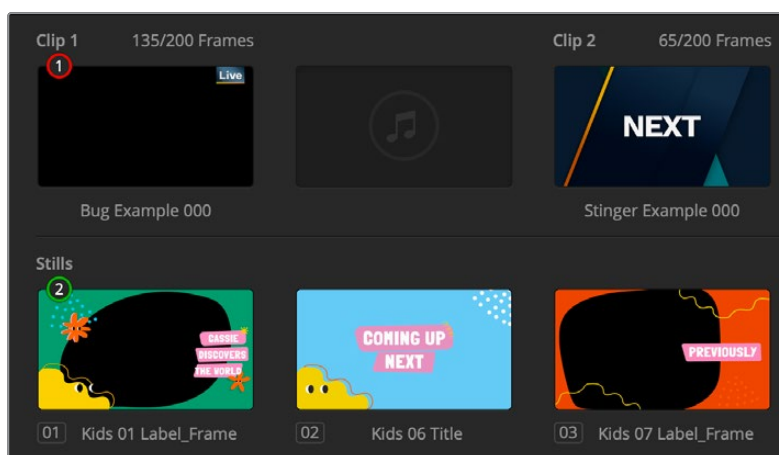 Clip 1 135/200 Frames Clip 2 65/200 Frames
1
Live
NEXT
Bug Example 000 Stinger Example 000
Stills
2
CASSIE
DISCOVERS
THE WORLD
COMING UP
NEXT
PREVIOUSLY
01 Kids 01 Label_Frame 02 Kids 06 Title 03 Kids 07 Label_Frame